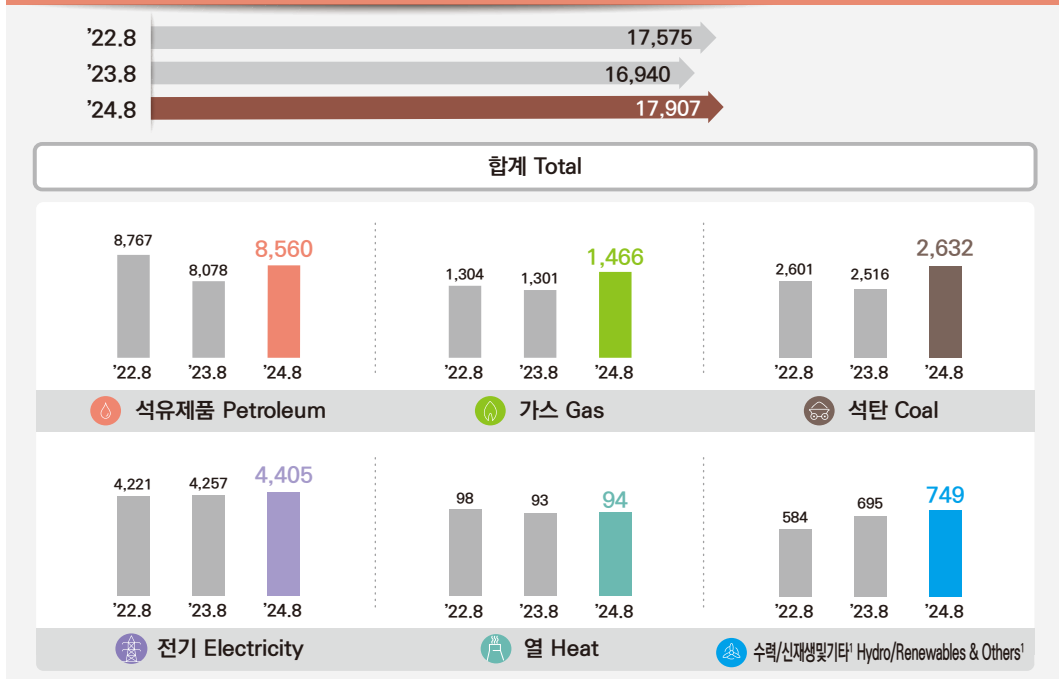 ’22.8 17,575
’23.8 16,940
’24.8 17,907
합계 Total
8,767 8,078 8,560
’22.8 ’23.8 ’24.8
석유제품 Petroleum
1,304 1,301 1,466
’22.8 ’23.8 ’24.8
가스 Gas
2,601 2,516 2,632
’22.8 ’23.8 ’24.8
석탄 Coal
4,221 4,257 4,405
’22.8 ’23.8 ’24.8
전기 Electricity
98 93 94
’22.8 ’23.8 ’24.8
열 Heat
584 695 749
’22.8 ’23.8 ’24.8
수력/신재생및기타¹ Hydro/Renewables & Others¹